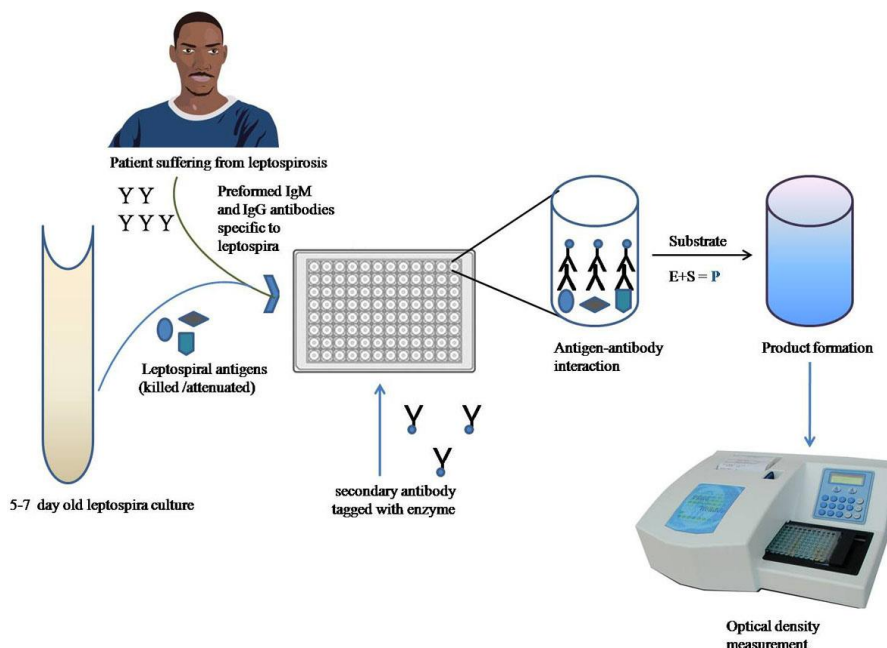 Patient suffering from leptospirosis
Y Y
Y Y Y
Preformed IgM
and IgG antibodies
specific to
leptospira
Leptospiral antigens
(killed /attenuated)
5-7 day old leptospira culture
secondary antibody
tagged with enzyme
Antigen-antibody
interaction
Substrate
E+S = P
Product formation
Optical density
measurement